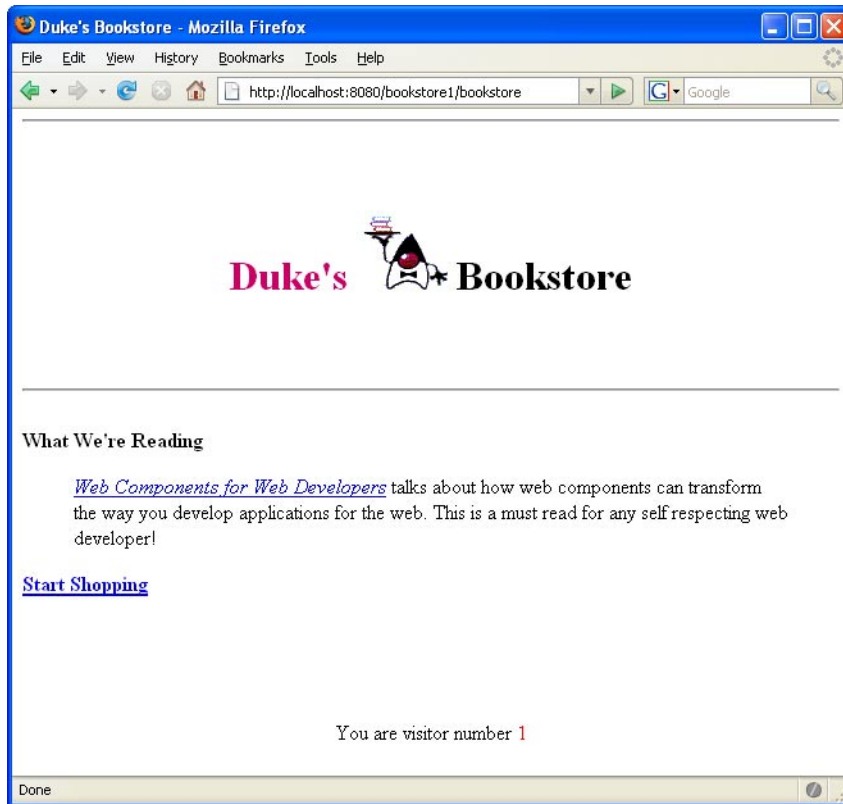 Duke's Bookstore - Mozilla Firefox
File Edit View History Bookmarks Tools Help
http://localhost:8080/bookstore1/bookstore G Google
Duke's Bookstore
What We're Reading
Web Components for Web Developers talks about how web components can transform
the way you develop applications for the web. This is a must read for any self respecting web
developer!
Start Shopping
You are visitor number 1
Done